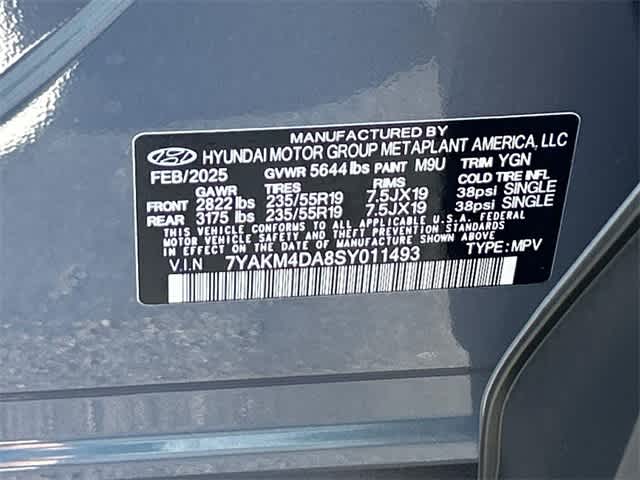 MANUFACTURED BY
HYUNDAI MOTOR GROUP METAPLANT AMERICA, LLC
FEB/2025 GVWR 5644 lbs PAINT M9U TRIM YGN
GAWR TIRES RIMS COLD TIRE INFL
FRONT 2822 lbs 235/55R19 7.5JX19 38psi SINGLE
REAR 3175 lbs 235/55R19 7.5JX19 38psi SINGLE
THIS VEHICLE CONFORMS TO ALL APPLICABLE U.S.A. FEDERAL
MOTOR VEHICLE SAFETY AND THEFT PREVENTION STANDARDS
IN EFFECT ON THE DATE OF MANUFACTURE SHOWN ABOVE.
V.I.N 7YAKM4DA8SY011493 TYPE: MPV